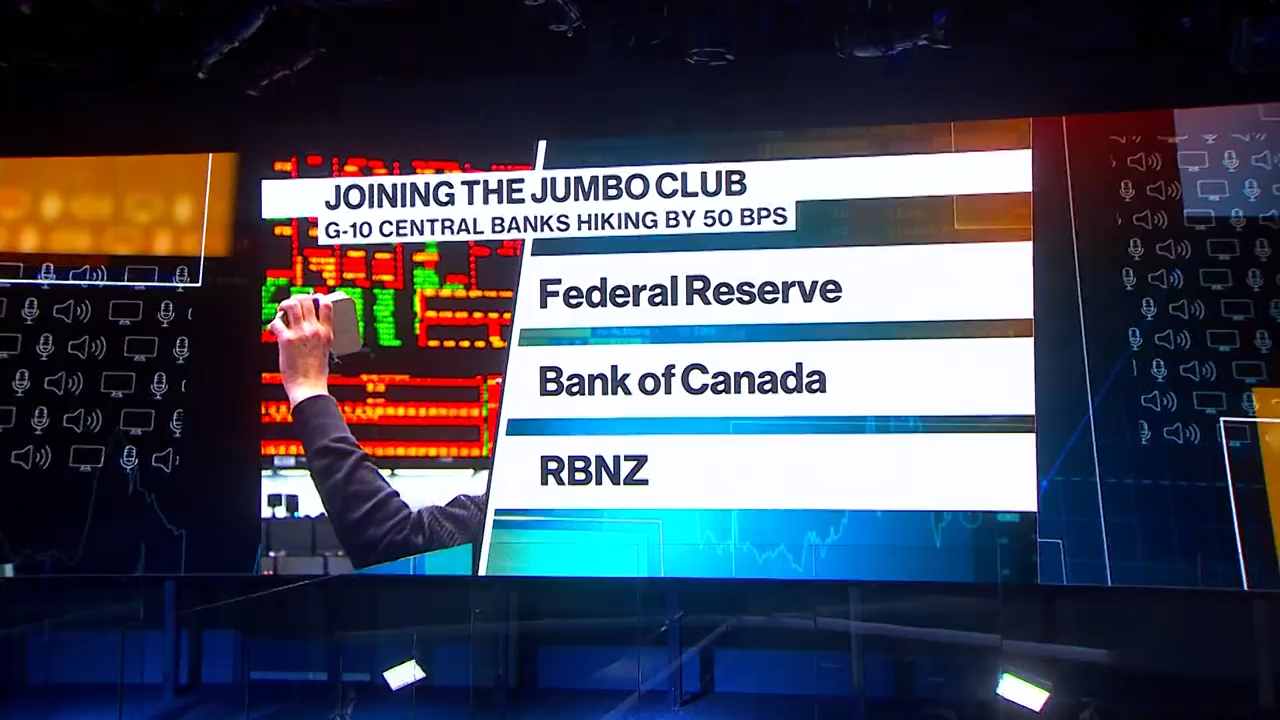 JOINING THE JUMBO CLUB
G-10 CENTRAL BANKS HIKING BY 50 BPS
Federal Reserve
Bank of Canada
RBNZ